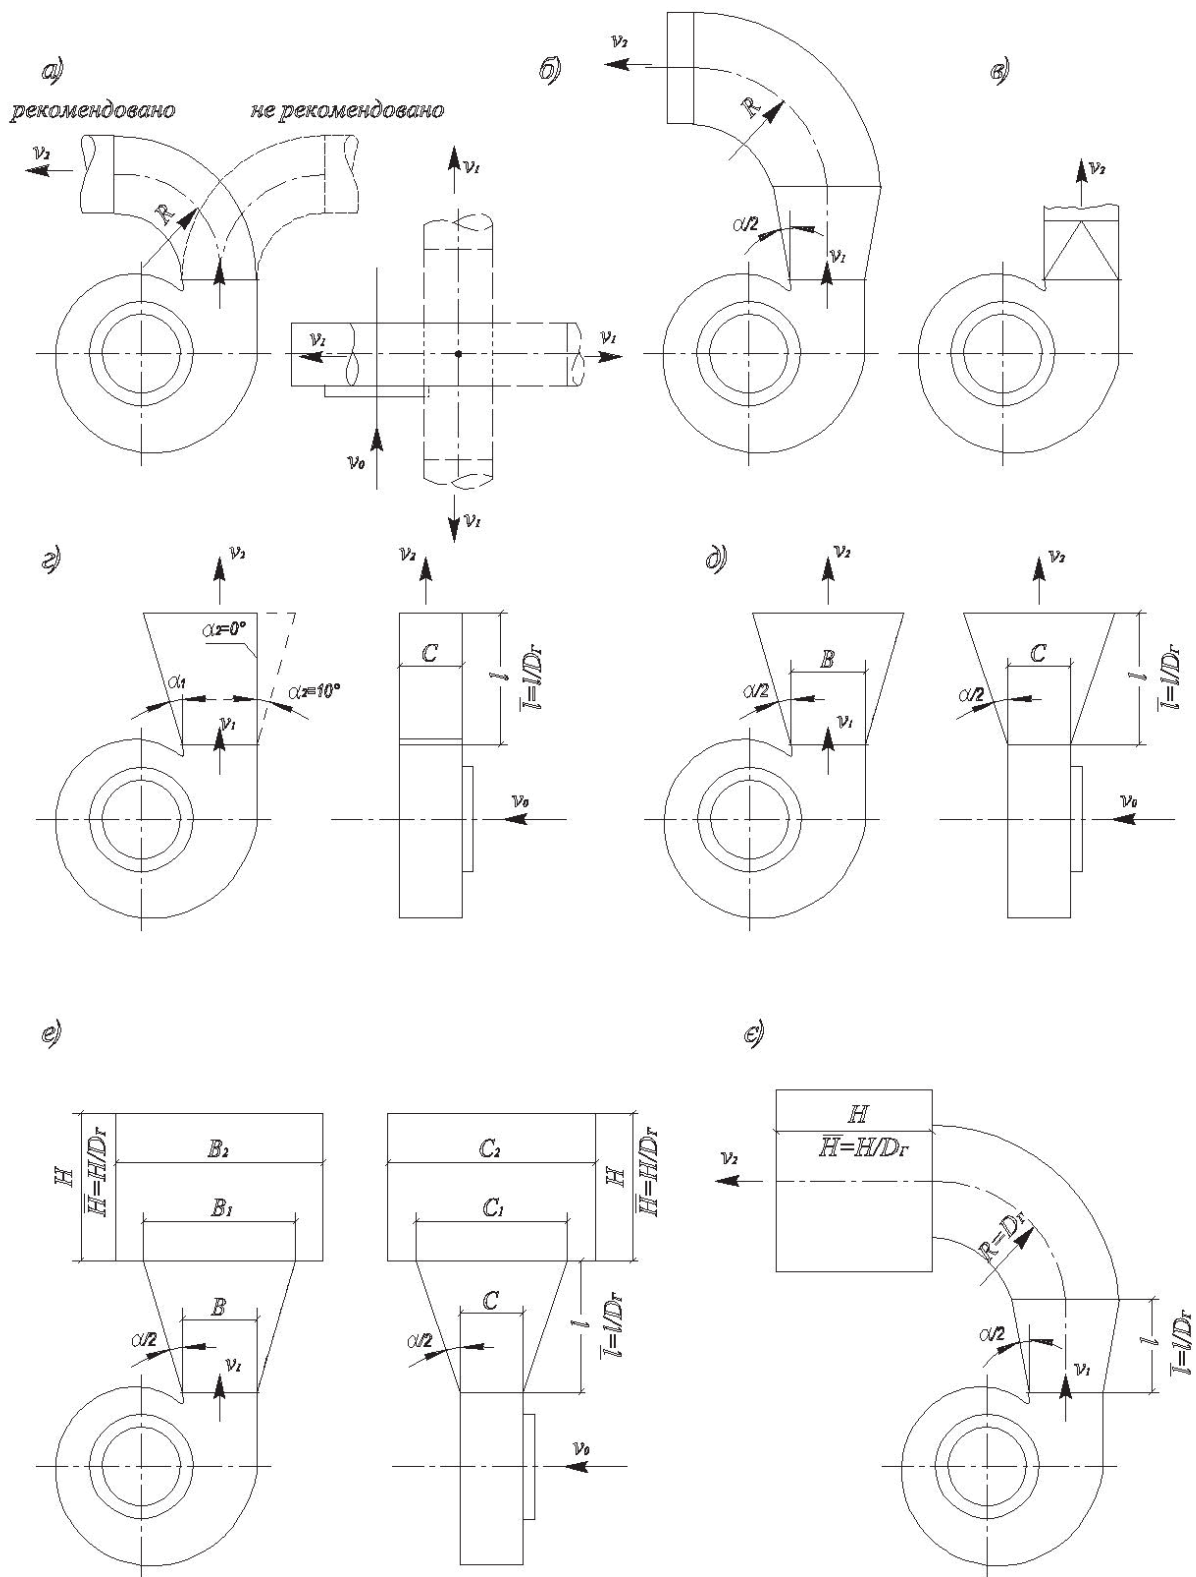 а)
рекомендовано
не рекомендовано
v₂
R
v₁
v₁
v₁
v₀
v₁
б)
v₂
R
α/2
v₁
в)
v₂
г)
v₂
α₂=0°
α₁
α₂=10°
v₁
v₂
C
l
l̅=l/Dг
v₀
д)
v₂
B
α/2
v₁
v₂
C
α/2
l
l̅=l/Dг
v₀
е)
H
H̅=H/Dг
B₂
B₁
B
α/2
v₁
C₂
C₁
C
α/2
H
H̅=H/Dг
l
l̅=l/Dг
v₀
є)
H
H̅=H/Dг
v₂
R=Dг
α/2
v₁
l
l̅=l/Dг